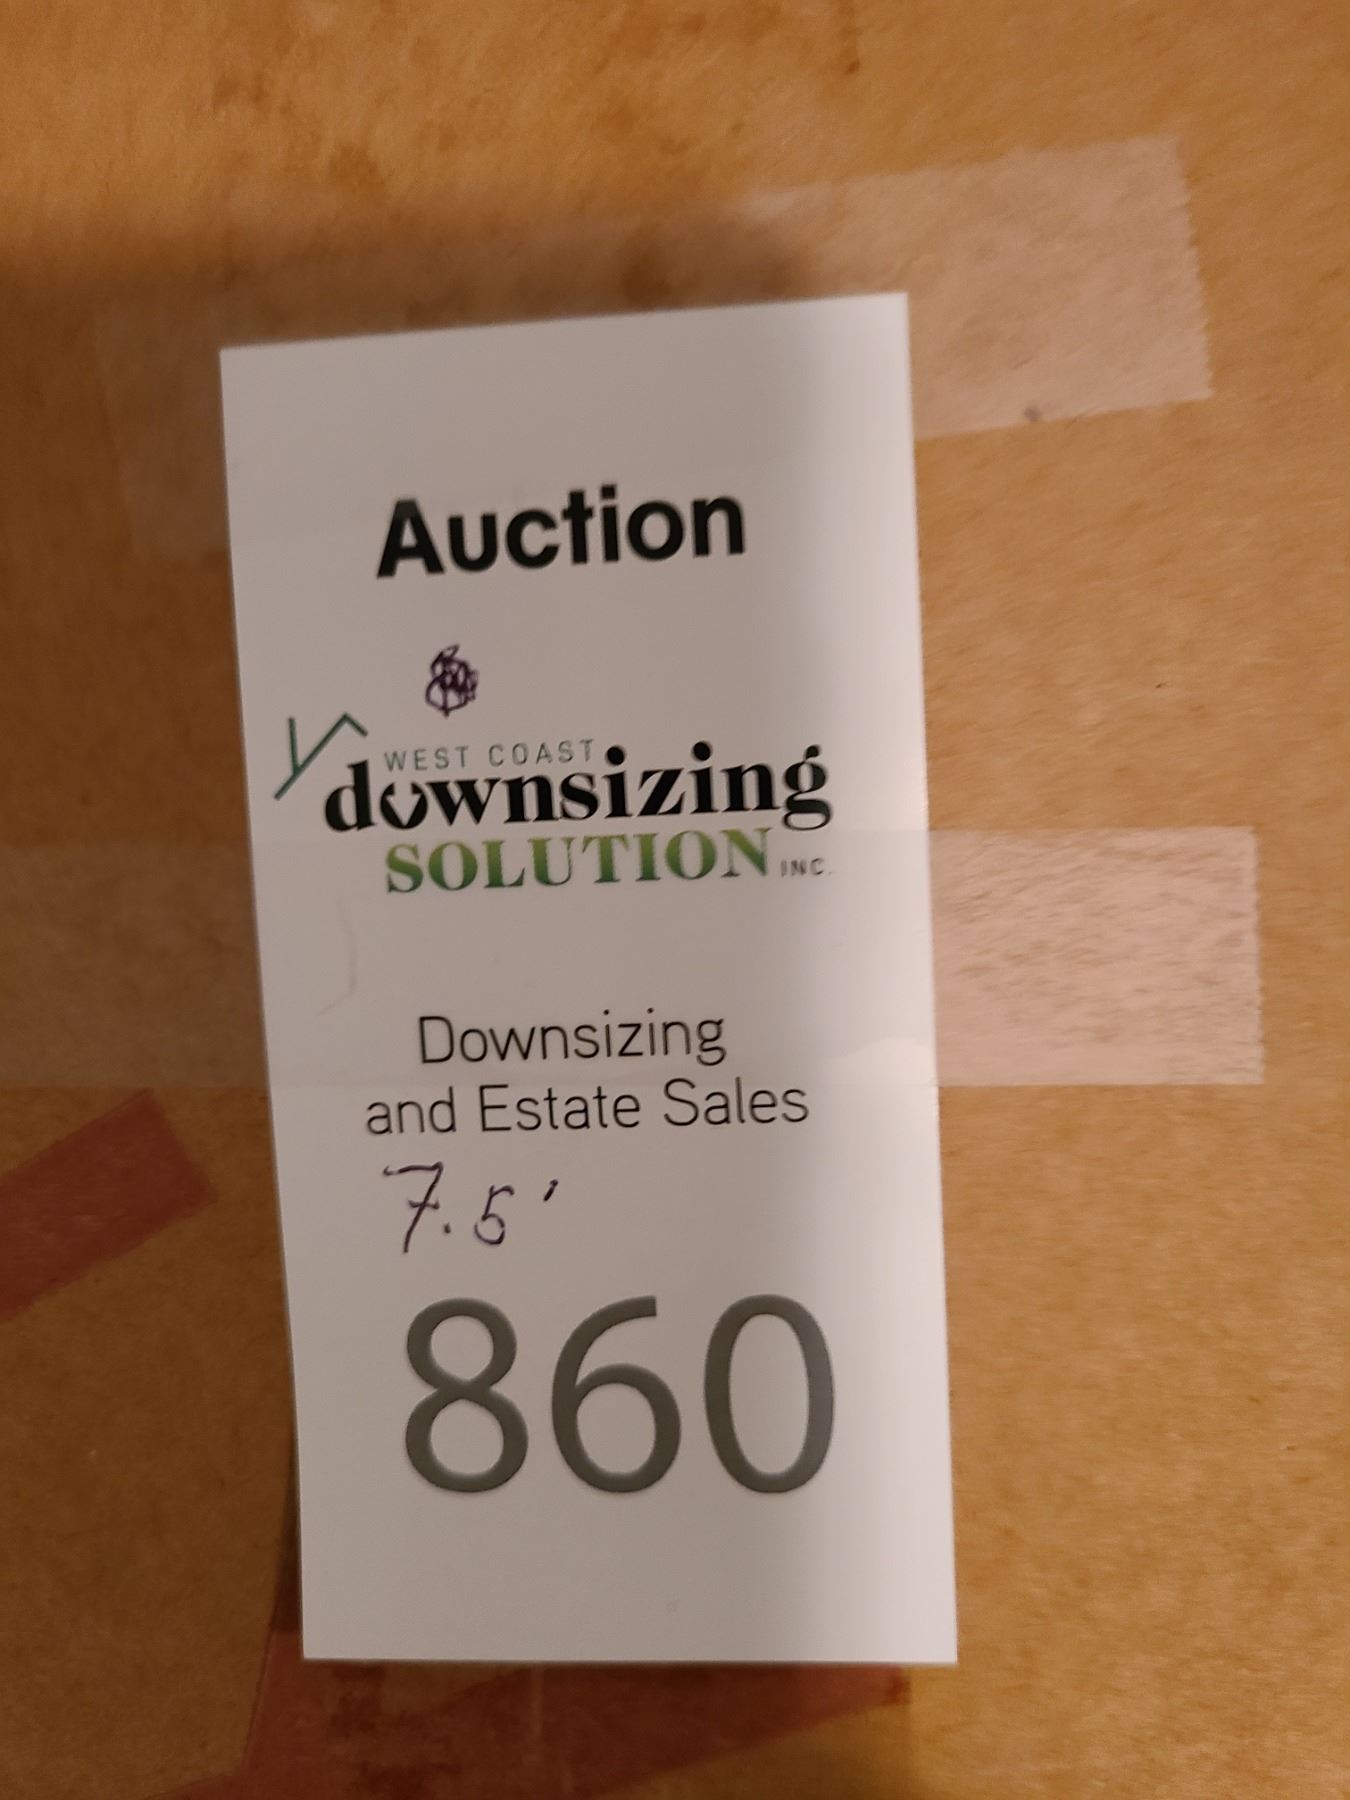 Auction
WEST COAST
downsizing
SOLUTION INC.
Downsizing
and Estate Sales
7.5'
860